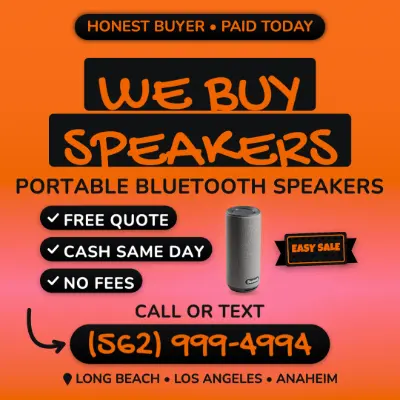 HONEST BUYER • PAID TODAY
WE BUY
SPEAKERS
PORTABLE BLUETOOTH SPEAKERS
FREE QUOTE
CASH SAME DAY
NO FEES
EASY SALE
CALL OR TEXT
(562) 999-4994
LONG BEACH • LOS ANGELES • ANAHEIM